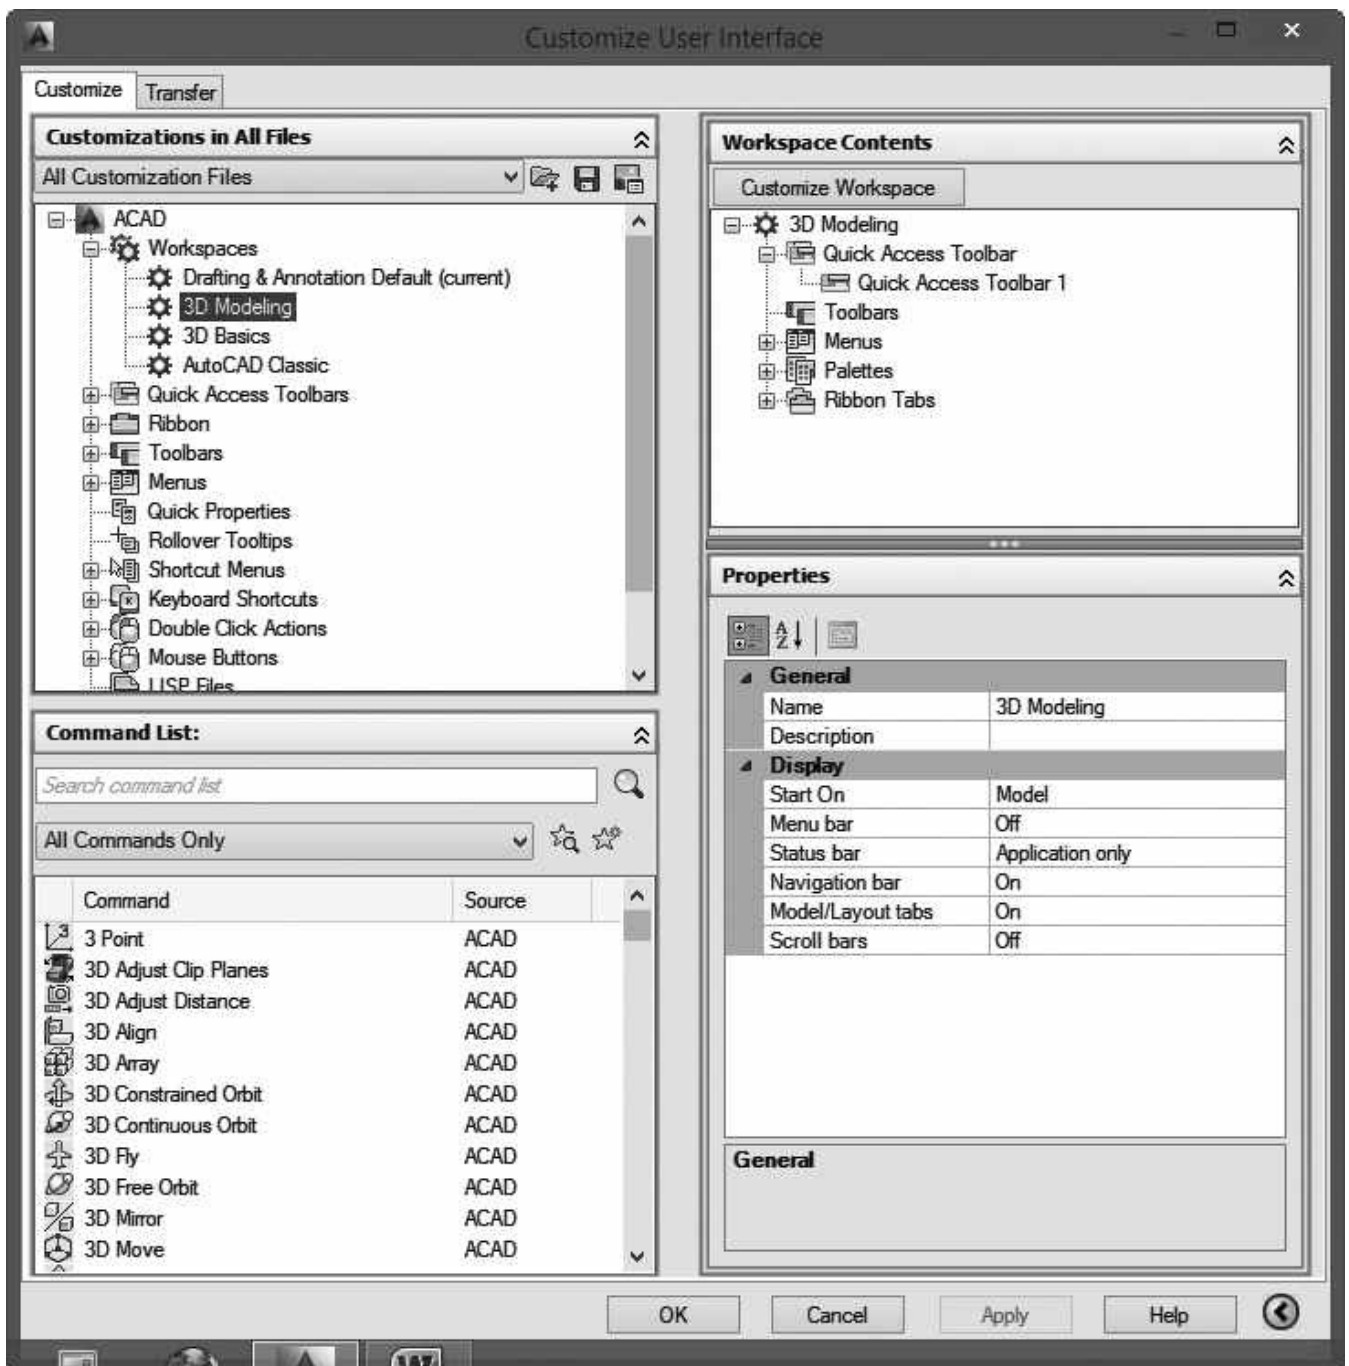 Customize User Interface
Customize
Transfer
Customizations in All Files
All Customization Files
ACAD
Workspaces
Drafting & Annotation Default (current)
3D Modeling
3D Basics
AutoCAD Classic
Quick Access Toolbars
Ribbon
Toolbars
Menus
Quick Properties
Rollover Tooltips
Shortcut Menus
Keyboard Shortcuts
Double Click Actions
Mouse Buttons
LISP Files
Command List:
Search command list
All Commands Only
Command Source
3 Point ACAD
3D Adjust Clip Planes ACAD
3D Adjust Distance ACAD
3D Align ACAD
3D Array ACAD
3D Constrained Orbit ACAD
3D Continuous Orbit ACAD
3D Fly ACAD
3D Free Orbit ACAD
3D Mirror ACAD
3D Move ACAD
Workspace Contents
Customize Workspace
3D Modeling
Quick Access Toolbar
Quick Access Toolbar 1
Toolbars
Menus
Palettes
Ribbon Tabs
Properties
General
Name 3D Modeling
Description
Display
Start On Model
Menu bar Off
Status bar Application only
Navigation bar On
Model/Layout tabs On
Scroll bars Off
General
OK
Cancel
Apply
Help